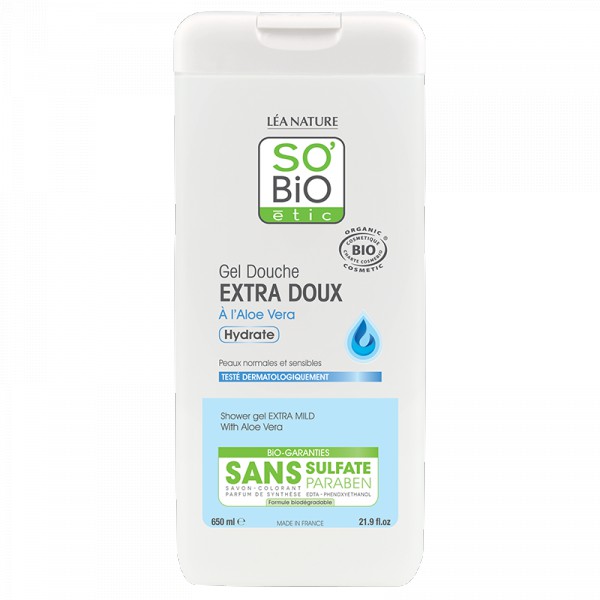 LÉA NATURE
SO'
BiO
étic
ORGANIC
COSMETIQUE
BIO
CHARTE COSMEBIO
COSMETIC
Gel Douche
EXTRA DOUX
À l'Aloe Vera
Hydrate
Peaux normales et sensibles
TESTÉ DERMATOLOGIQUEMENT
Shower gel EXTRA MILD
With Aloe Vera
BiO-GARANTIES
SANS SULFATE
PARABEN
SAVON-COLORANT
PARFUM DE SYNTHÈSE EDTA-PHENOXYETHANOL
Formule biodégradable
650 ml e MADE IN FRANCE 21.9 fl.oz